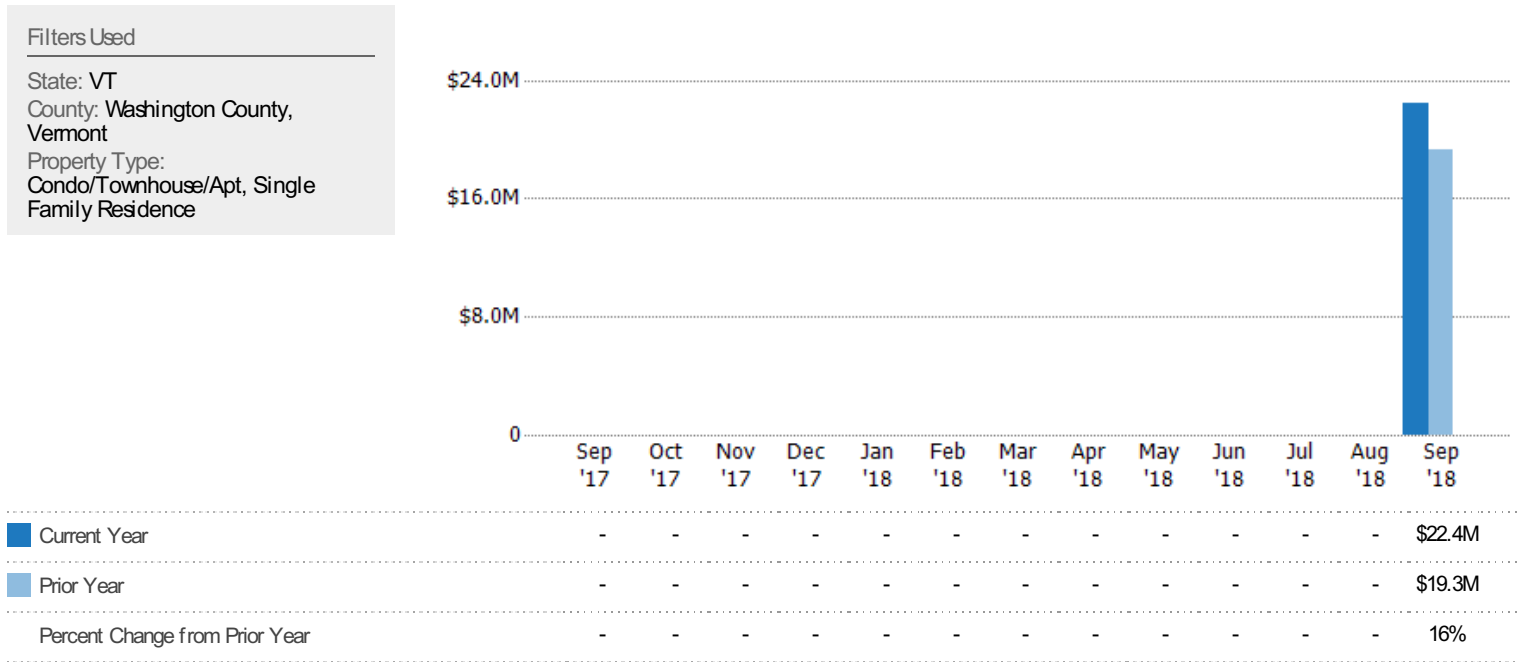 Filters Used
State: VT
County: Washington County,
Vermont
Property Type:
Condo/Townhouse/Apt, Single
Family Residence
$24.0M
$16.0M
$8.0M
0
Sep Oct Nov Dec Jan Feb Mar Apr May Jun Jul Aug Sep
'17 '17 '17 '17 '18 '18 '18 '18 '18 '18 '18 '18 '18
Current Year - - - - - - - - - - - - $22.4M
Prior Year - - - - - - - - - - - - $19.3M
Percent Change from Prior Year - - - - - - - - - - - - 16%